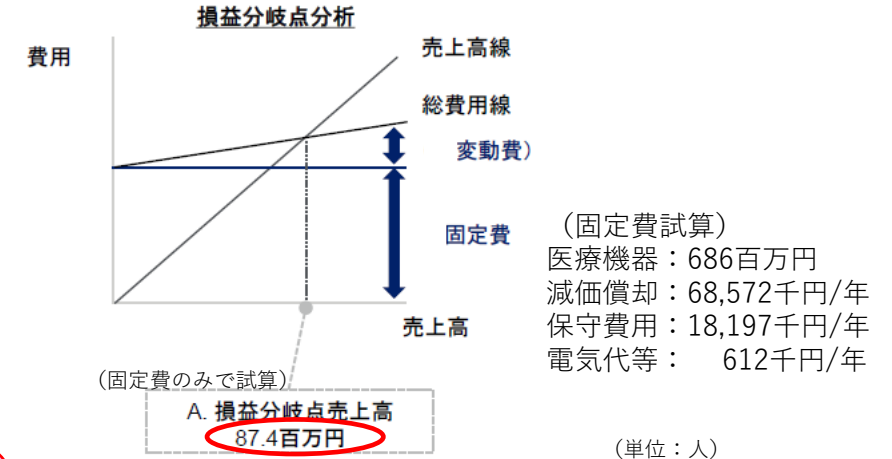 損益分岐点分析
費用
売上高線
総費用線
変動費）
固定費
売上高
（固定費試算）
医療機器：686百万円
減価償却：68,572千円/年
保守費用：18,197千円/年
電気代等：　612千円/年
（固定費のみで試算）
A. 損益分岐点売上高
87.4百万円
（単位：人）